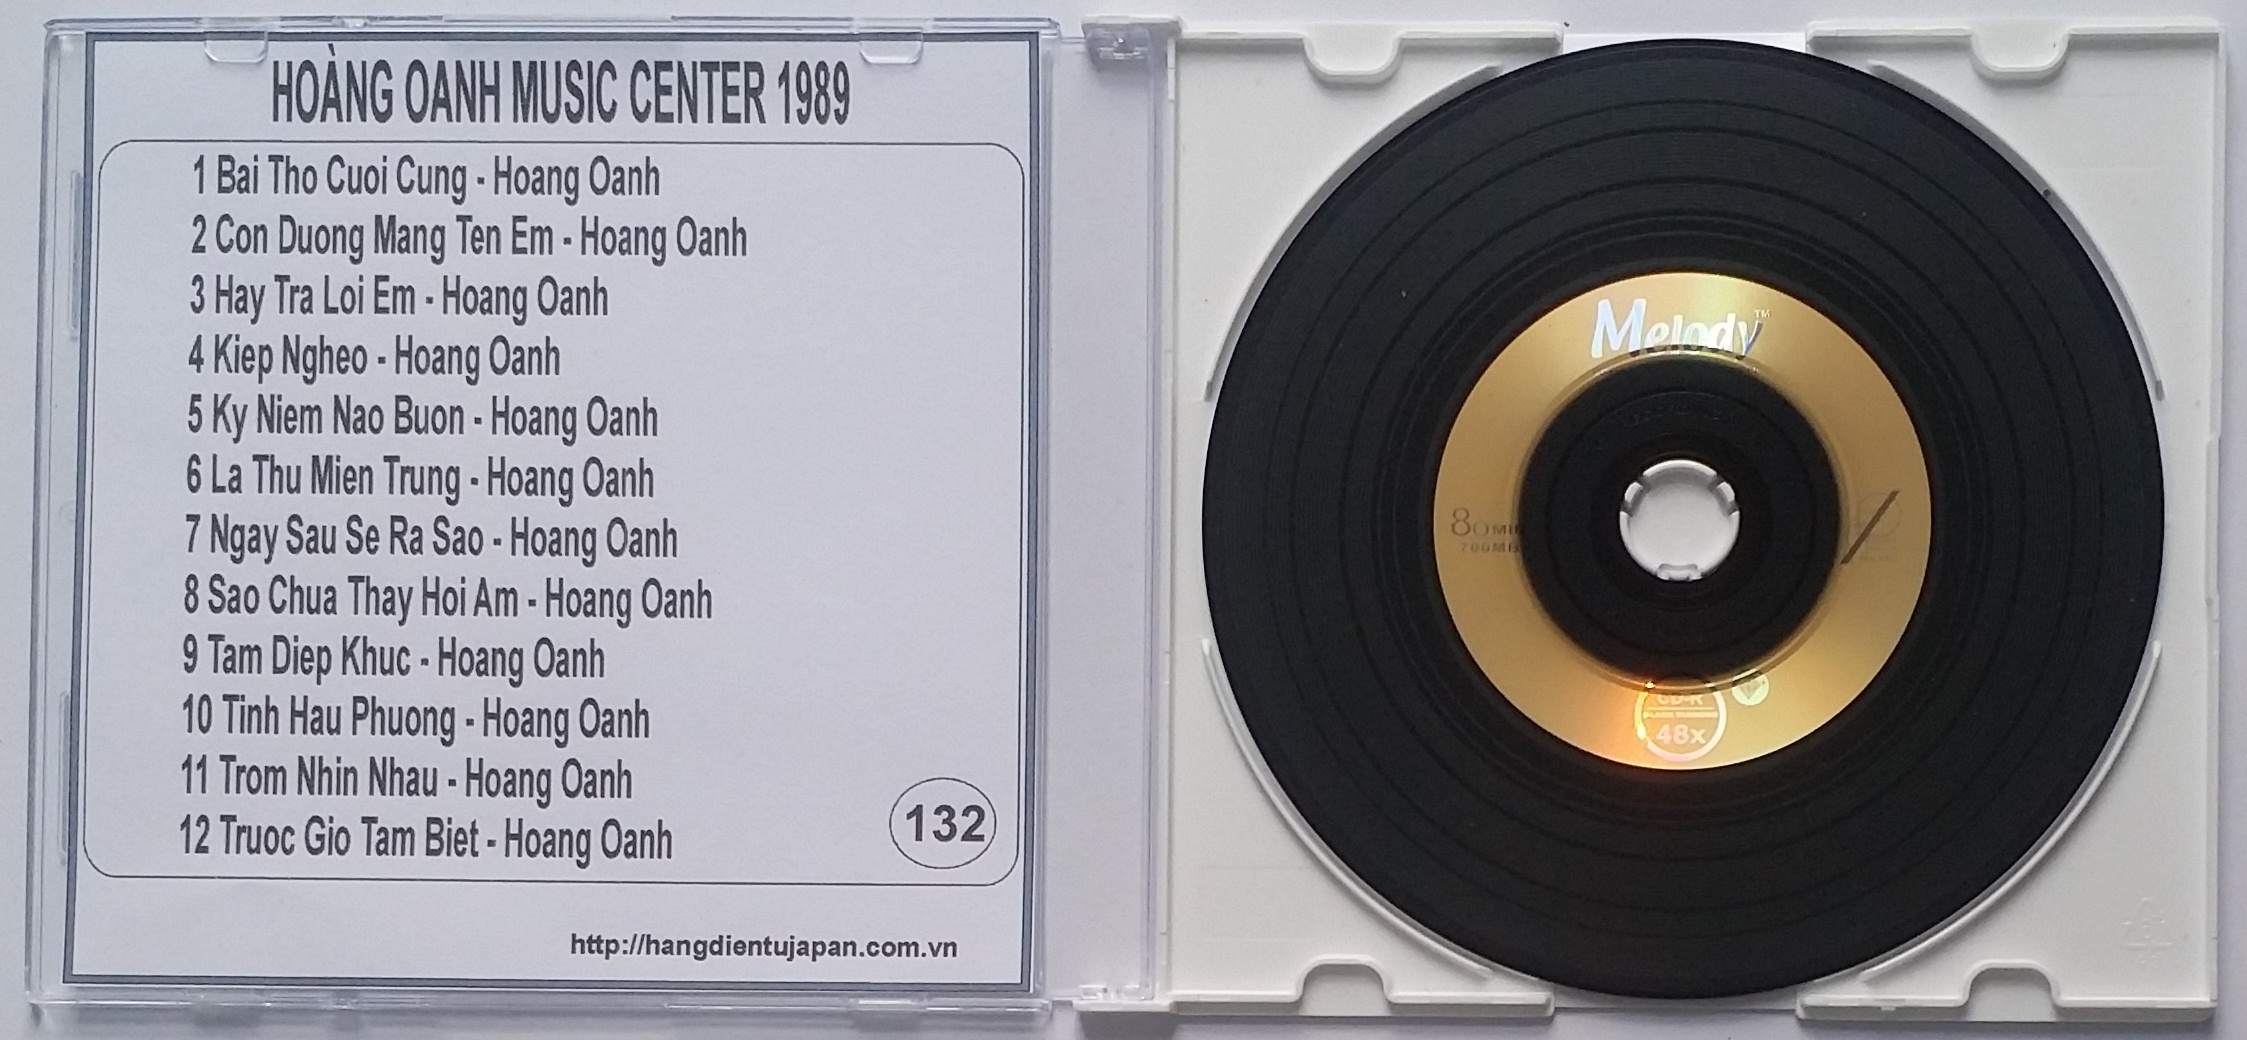 HOÀNG OANH MUSIC CENTER 1989
1 Bai Tho Cuoi Cung - Hoang Oanh
2 Con Duong Mang Ten Em - Hoang Oanh
3 Hay Tra Loi Em - Hoang Oanh
4 Kiep Ngheo - Hoang Oanh
5 Ky Niem Nao Buon - Hoang Oanh
6 La Thu Mien Trung - Hoang Oanh
7 Ngay Sau Se Ra Sao - Hoang Oanh
8 Sao Chua Thay Hoi Am - Hoang Oanh
9 Tam Diep Khuc - Hoang Oanh
10 Tinh Hau Phuong - Hoang Oanh
11 Trom Nhin Nhau - Hoang Oanh
12 Truoc Gio Tam Biet - Hoang Oanh
132
http://hangdientujapan.com.vn
Melody™
80 MIN
700MB
CD-R
48x